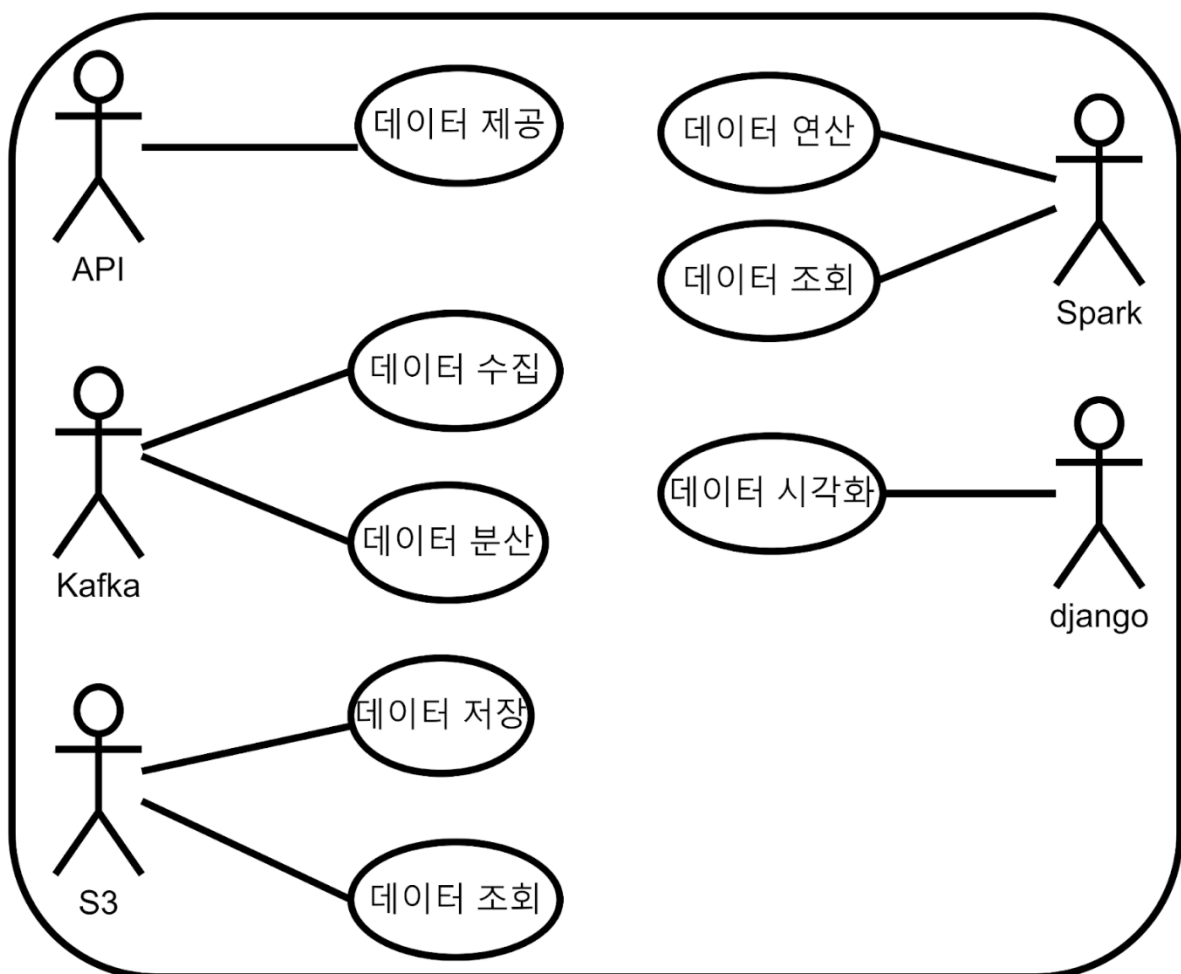 데이터 제공
API
데이터 수집
데이터 분산
Kafka
데이터 저장
데이터 조회
S3
데이터 연산
데이터 조회
Spark
데이터 시각화
django